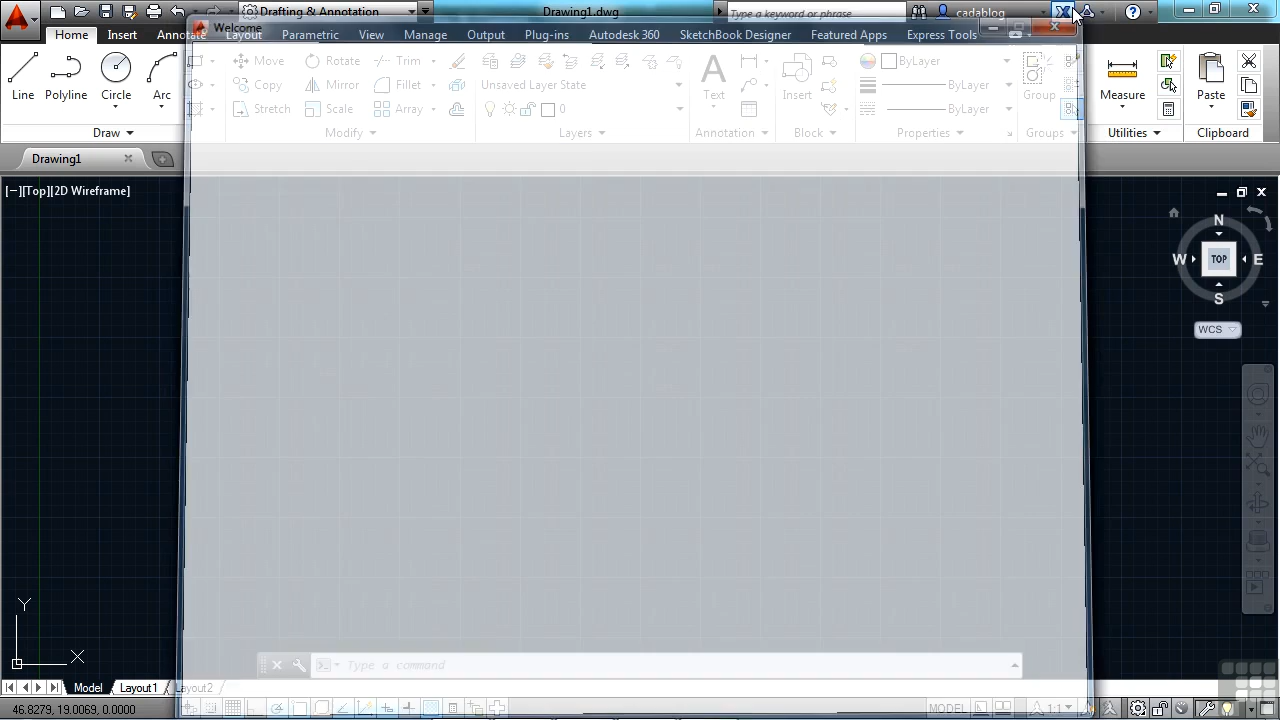 Drafting & Annotation
Drawing1.dwg
Type a keyword or phrase
cadablog
Welcome
Home
Insert
Annotate
Layout
Parametric
View
Manage
Output
Plug-ins
Autodesk 360
SketchBook Designer
Featured Apps
Express Tools
Line
Polyline
Circle
Arc
Move
Rotate
Trim
Copy
Mirror
Fillet
Stretch
Scale
Array
Unsaved Layer State
0
Text
Insert
ByLayer
ByLayer
ByLayer
Group
Measure
Paste
Draw
Modify
Layers
Annotation
Block
Properties
Groups
Utilities
Clipboard
Drawing1
[−][Top][2D Wireframe]
N
W
TOP
E
S
WCS
Y
X
Type a command
Model
Layout1
Layout2
46.8279, 19.0069, 0.0000
MODEL
1:1